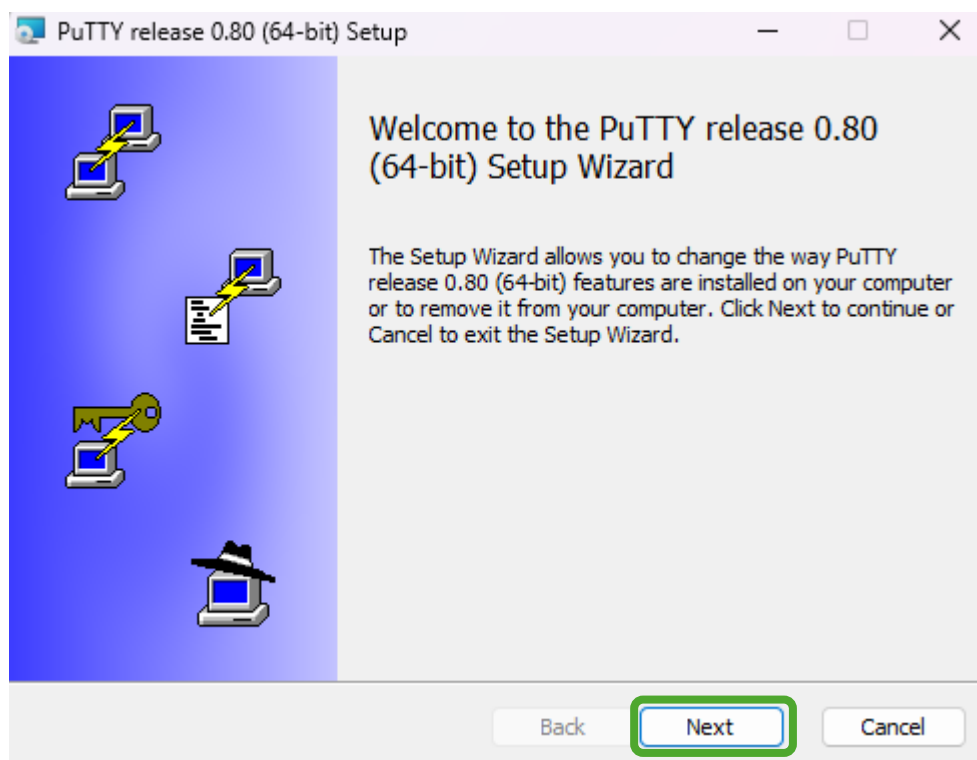 PuTTY release 0.80 (64-bit) Setup
Welcome to the PuTTY release 0.80
(64-bit) Setup Wizard
The Setup Wizard allows you to change the way PuTTY
release 0.80 (64-bit) features are installed on your computer
or to remove it from your computer. Click Next to continue or
Cancel to exit the Setup Wizard.
Back Next Cancel